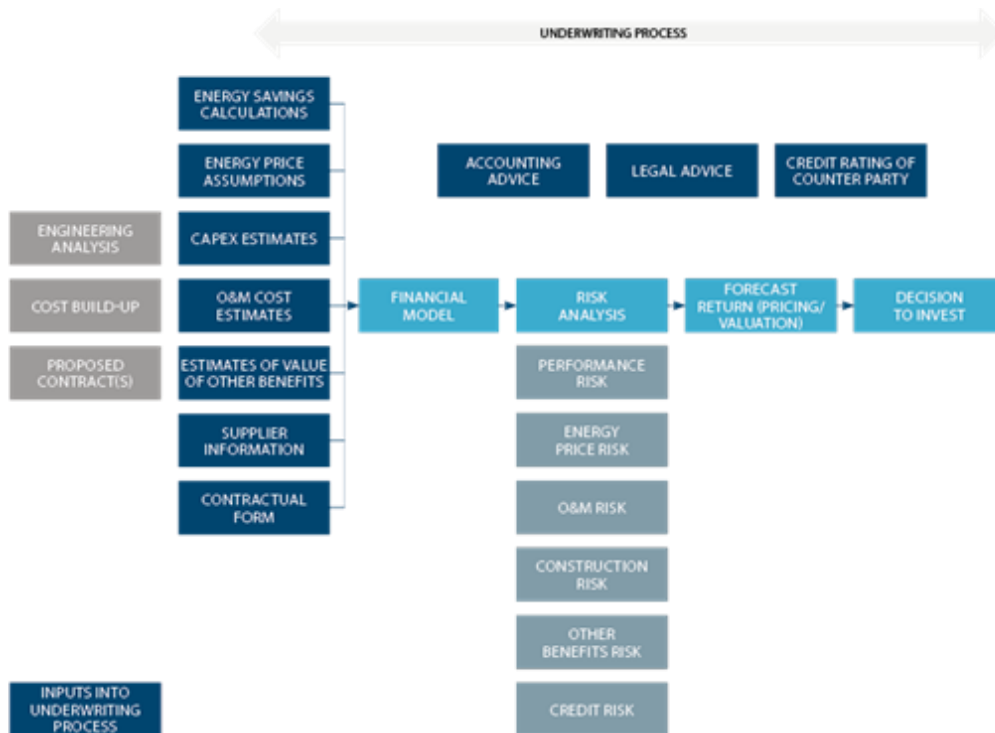 UNDERWRITING PROCESS
ENERGY SAVINGS
CALCULATIONS
ENERGY PRICE
ASSUMPTIONS
ACCOUNTING
ADVICE
LEGAL ADVICE
CREDIT RATING OF
COUNTER PARTY
ENGINEERING
ANALYSIS
CAPEX ESTIMATES
COST BUILD-UP
O&M COST
ESTIMATES
FINANCIAL
MODEL
RISK
ANALYSIS
FORECAST
RETURN (PRICING/
VALUATION)
DECISION
TO INVEST
PROPOSED
CONTRACT(S)
ESTIMATES OF VALUE
OF OTHER BENEFITS
PERFORMANCE
RISK
SUPPLIER
INFORMATION
ENERGY
PRICE RISK
CONTRACTUAL
FORM
O&M RISK
CONSTRUCTION
RISK
OTHER
BENEFITS RISK
INPUTS INTO
UNDERWRITING
PROCESS
CREDIT RISK